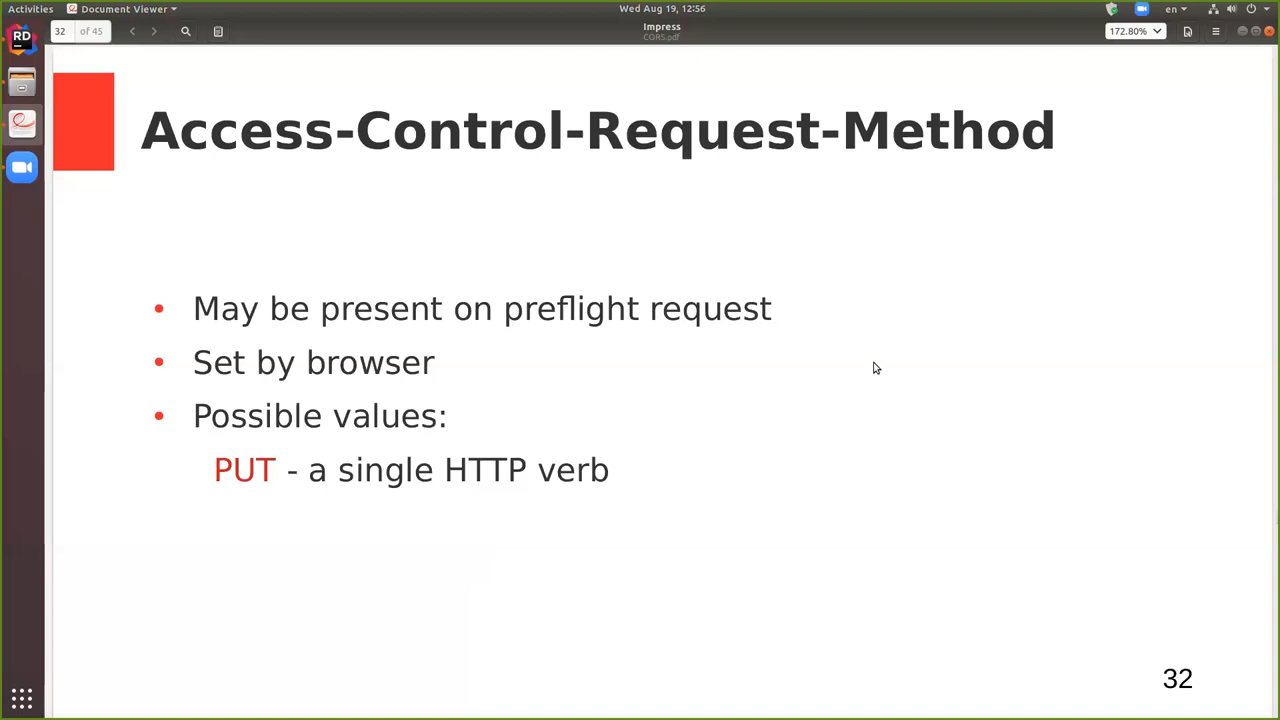 Activities
Document Viewer
Wed Aug 19, 12:56
en
RD
32 of 45
Impress
CORS.pdf
172.80%
Access-Control-Request-Method
• May be present on preflight request
• Set by browser
• Possible values:
PUT - a single HTTP verb
32